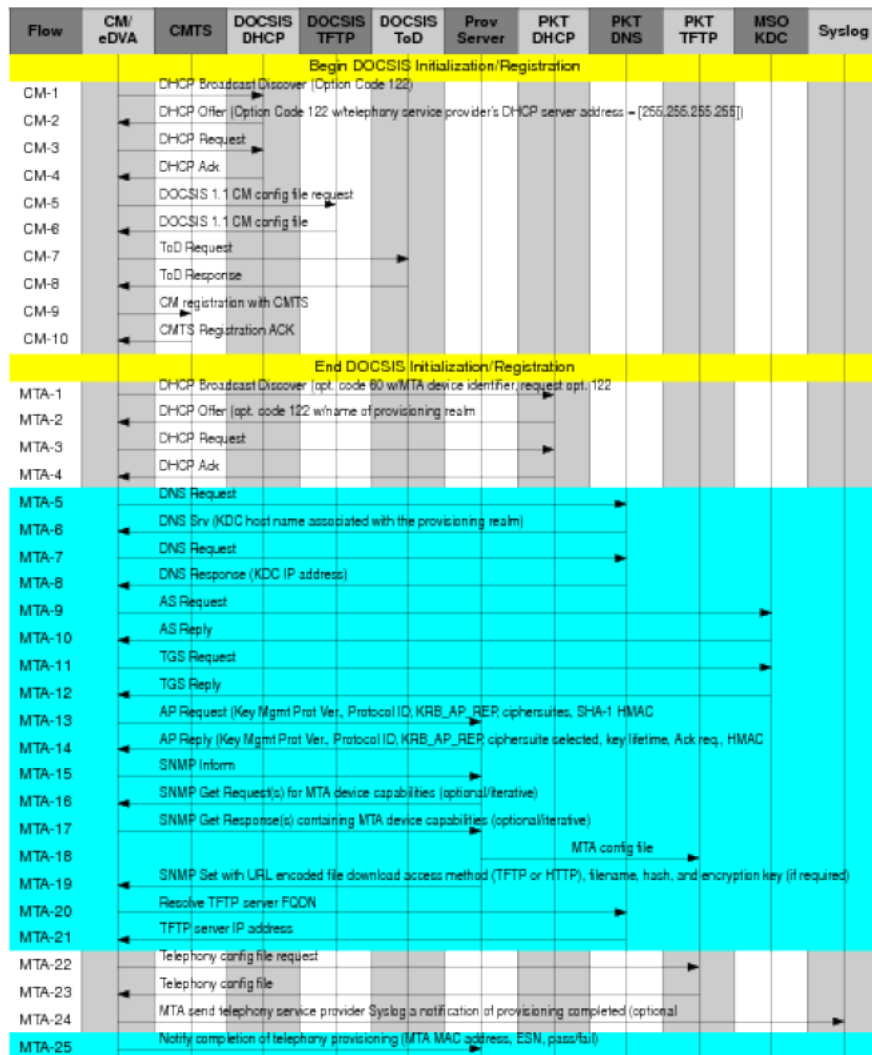 Flow CM/ eDVA CMTS DOCSIS DHCP DOCSIS TFTP DOCSIS ToD Prov Server PKT DHCP PKT DNS PKT TFTP MSO KDC Syslog
Begin DOCSIS Initialization/Registration
CM-1 DHCP Broadcast Discover (Option Code 122)
CM-2 DHCP Offer (Option Code 122 w/telephony service provider's DHCP server address = [255.255.255.255])
CM-3 DHCP Request
CM-4 DHCP Ack
CM-5 DOCSIS 1.1 CM config file request
CM-6 DOCSIS 1.1 CM config file
CM-7 ToD Request
CM-8 ToD Response
CM-9 CM registration with CMTS
CM-10 CMTS Registration ACK
End DOCSIS Initialization/Registration
MTA-1 DHCP Broadcast Discover (opt. code 60 w/MTA device identifier, request opt. 122
MTA-2 DHCP Offer (opt. code 122 w/name of provisioning realm
MTA-3 DHCP Request
MTA-4 DHCP Ack
MTA-5 DNS Request
MTA-6 DNS Srv (KDC host name associated with the provisioning realm)
MTA-7 DNS Request
MTA-8 DNS Response (KDC IP address)
MTA-9 AS Request
MTA-10 AS Reply
MTA-11 TGS Request
MTA-12 TGS Reply
MTA-13 AP Request (Key Mgmt Prot Ver., Protocol ID, KRB_AP_REP, ciphersuites, SHA-1 HMAC
MTA-14 AP Reply (Key Mgmt Prot Ver., Protocol ID, KRB_AP_REP, ciphersuite selected, key lifetime, Ack req., HMAC
MTA-15 SNMP Inform
MTA-16 SNMP Get Request(s) for MTA device capabilities (optional/iterative)
MTA-17 SNMP Get Response(s) containing MTA device capabilities (optional/iterative)
MTA-18 MTA config file
MTA-19 SNMP Set with URL encoded file download access method (TFTP or HTTP), filename, hash, and encryption key (if required)
MTA-20 Resolve TFTP server FQDN
MTA-21 TFTP server IP address
MTA-22 Telephony config file request
MTA-23 Telephony config file
MTA-24 MTA send telephony service provider Syslog a notification of provisioning completed (optional
MTA-25 Notify completion of telephony provisioning (MTA MAC address, ESN, pass/fail)